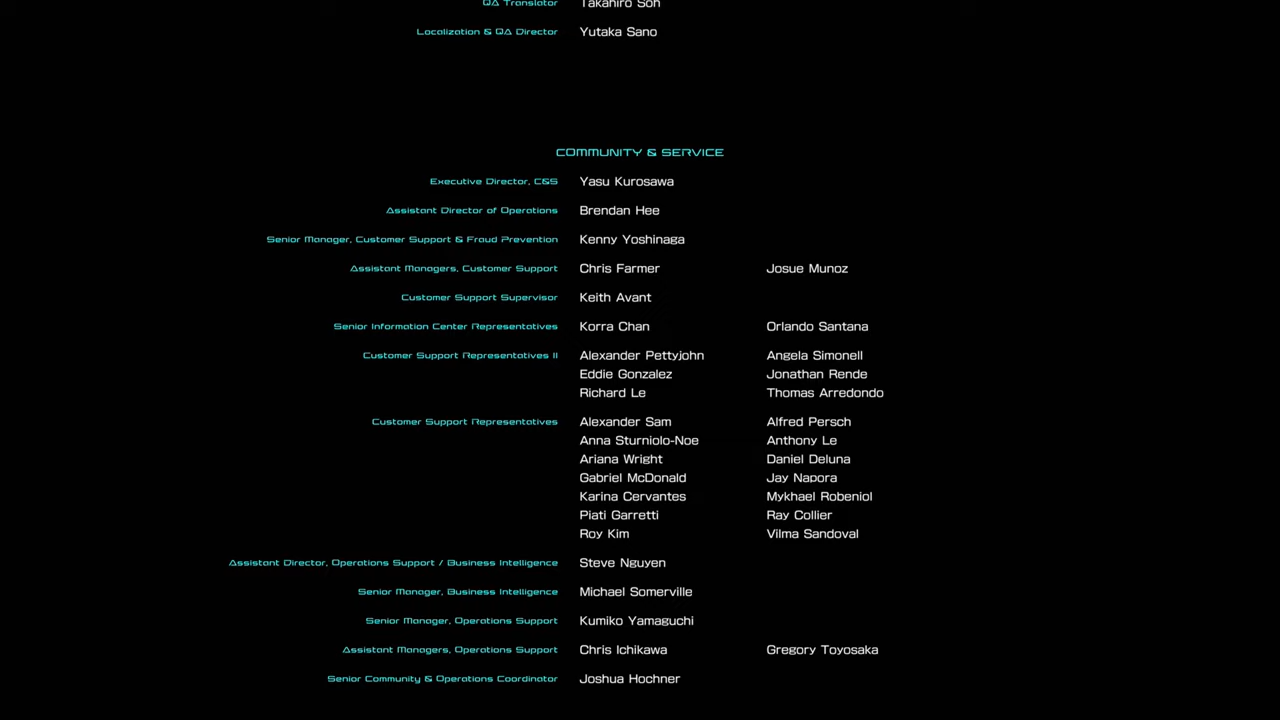 QA Translator Takahiro Soh
Localization & QA Director Yutaka Sano
COMMUNITY & SERVICE
Executive Director, C&S Yasu Kurosawa
Assistant Director of Operations Brendan Hee
Senior Manager, Customer Support & Fraud Prevention Kenny Yoshinaga
Assistant Managers, Customer Support Chris Farmer Josue Munoz
Customer Support Supervisor Keith Avant
Senior Information Center Representatives Korra Chan Orlando Santana
Customer Support Representatives II Alexander Pettyjohn Angela Simonell
Eddie Gonzalez Jonathan Rende
Richard Le Thomas Arredondo
Customer Support Representatives Alexander Sam Alfred Persch
Anna Sturniolo-Noe Anthony Le
Ariana Wright Daniel Deluna
Gabriel McDonald Jay Napora
Karina Cervantes Mykhael Robeniol
Piati Garretti Ray Collier
Roy Kim Vilma Sandoval
Assistant Director, Operations Support / Business Intelligence Steve Nguyen
Senior Manager, Business Intelligence Michael Somerville
Senior Manager, Operations Support Kumiko Yamaguchi
Assistant Managers, Operations Support Chris Ichikawa Gregory Toyosaka
Senior Community & Operations Coordinator Joshua Hochner